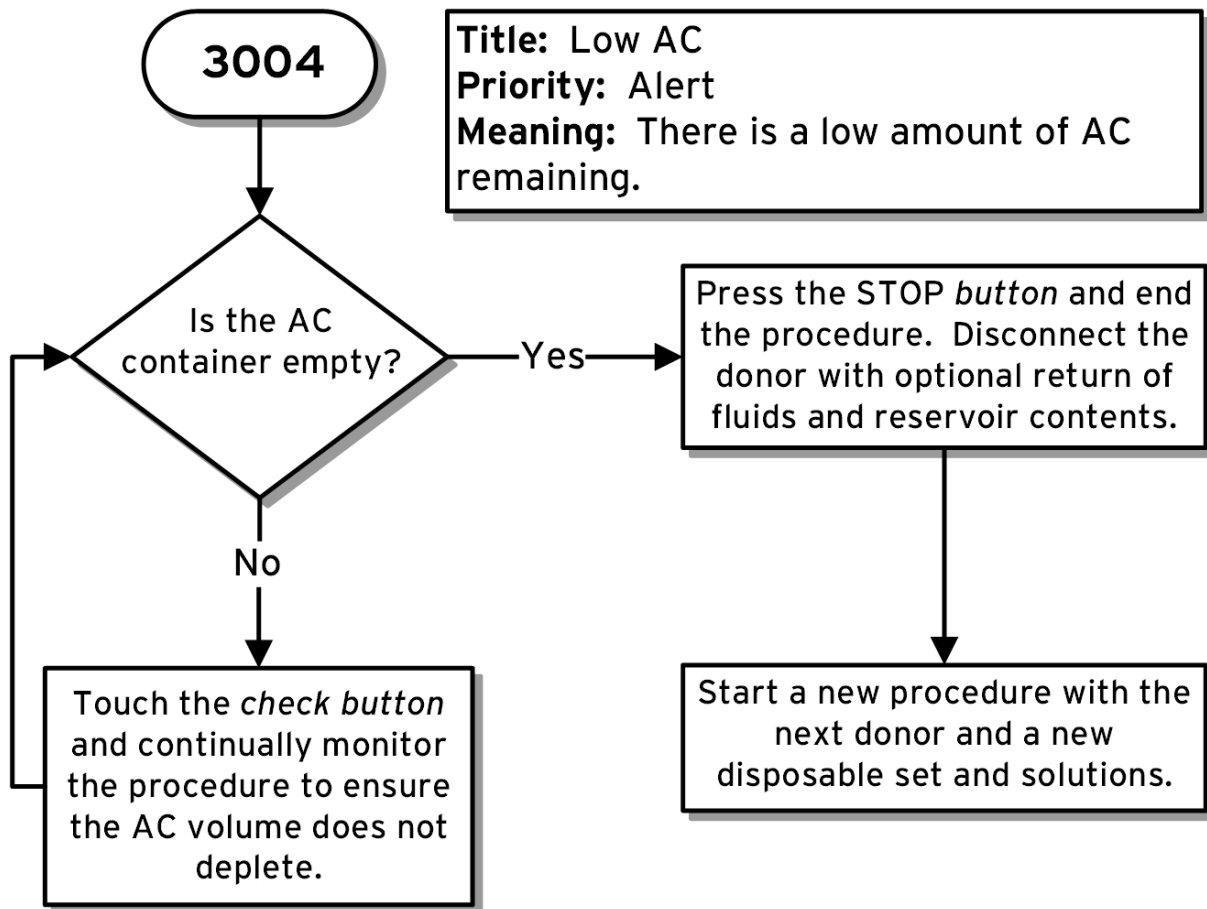 3004
Title: Low AC
Priority: Alert
Meaning: There is a low amount of AC
remaining.
Is the AC
container empty?
Yes
Press the STOP button and end
the procedure. Disconnect the
donor with optional return of
fluids and reservoir contents.
No
Touch the check button
and continually monitor
the procedure to ensure
the AC volume does not
deplete.
Start a new procedure with the
next donor and a new
disposable set and solutions.